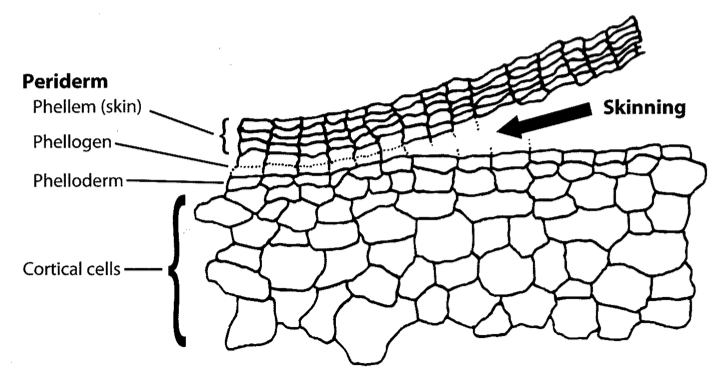 Periderm
Phellem (skin)
Skinning
Phellogen
Phelloderm
Cortical cells